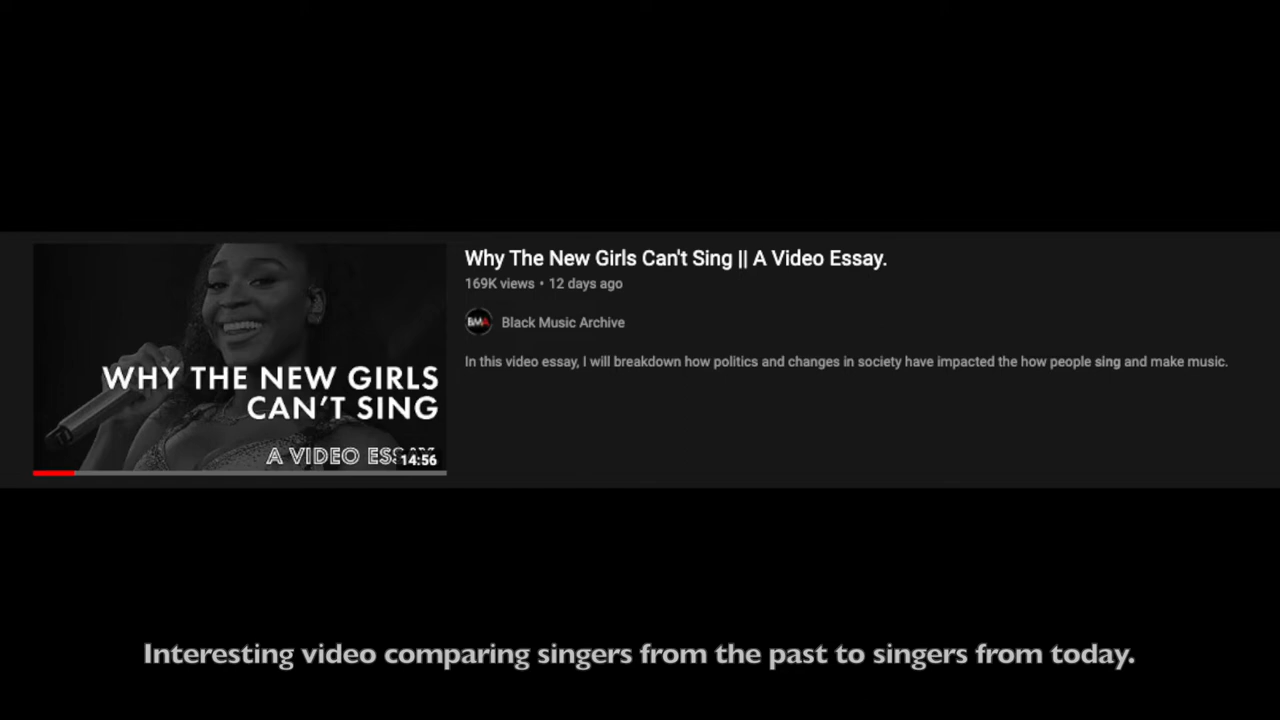 WHY THE NEW GIRLS
CAN'T SING
A VIDEO
14:56
Why The New Girls Can't Sing || A Video Essay.
169K views • 12 days ago
BMA
Black Music Archive
In this video essay, I will breakdown how politics and changes in society have impacted the how people sing and make music.
Interesting video comparing singers from the past to singers from today.